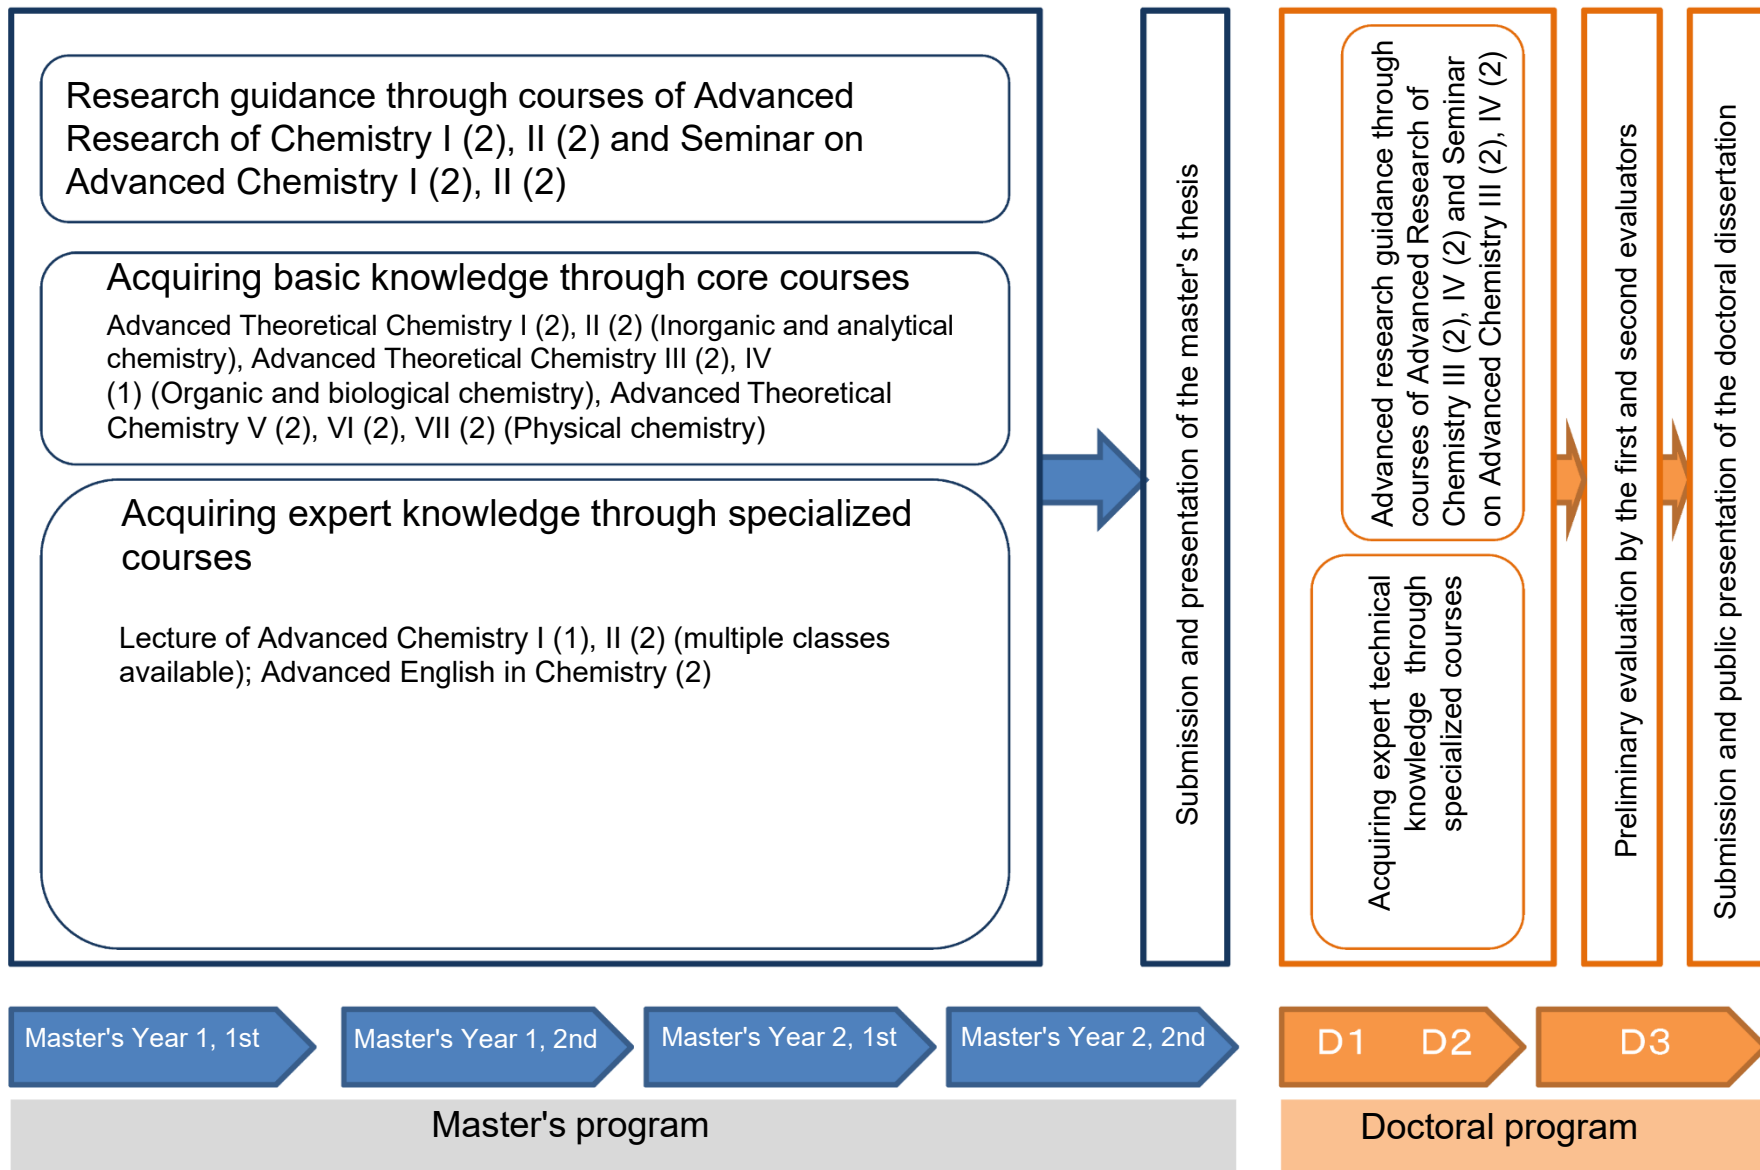 Research guidance through courses of Advanced
Research of Chemistry I (2), II (2) and Seminar on
Advanced Chemistry I (2), II (2)
Acquiring basic knowledge through core courses
Advanced Theoretical Chemistry I (2), II (2) (Inorganic and analytical
chemistry), Advanced Theoretical Chemistry III (2), IV
(1) (Organic and biological chemistry), Advanced Theoretical
Chemistry V (2), VI (2), VII (2) (Physical chemistry)
Acquiring expert knowledge through specialized
courses
Lecture of Advanced Chemistry I (1), II (2) (multiple classes
available); Advanced English in Chemistry (2)
Submission and presentation of the master's thesis
Advanced research guidance through
courses of Advanced Research of
Chemistry III (2), IV (2) and Seminar
on Advanced Chemistry III (2), IV (2)
Acquiring expert technical
knowledge through
specialized courses
Preliminary evaluation by the first and second evaluators
Submission and public presentation of the doctoral dissertation
Master's Year 1, 1st
Master's Year 1, 2nd
Master's Year 2, 1st
Master's Year 2, 2nd
D1 D2
D3
Master's program
Doctoral program